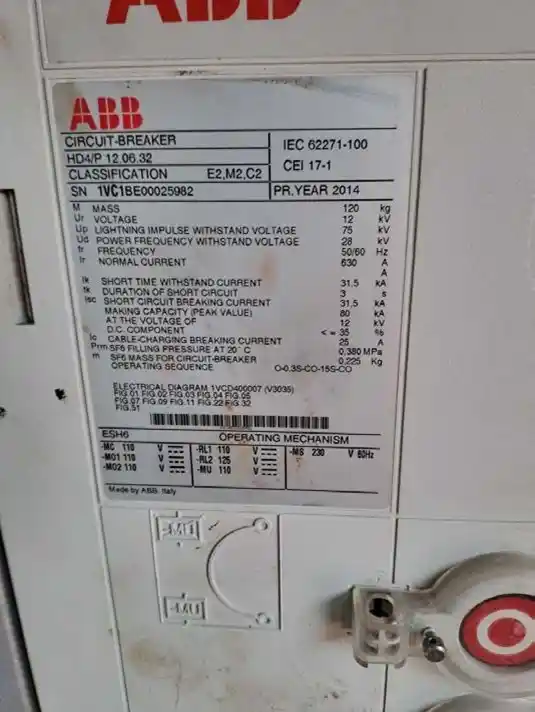 ABB
ABB
CIRCUIT-BREAKER
HD4/P 12.06.32
CLASSIFICATION E2,M2,C2
IEC 62271-100
CEI 17-1
SN 1VC1BE00025982 PR.YEAR 2014
M MASS 120 kg
Ur VOLTAGE 12 kV
Up LIGHTNING IMPULSE WITHSTAND VOLTAGE 75 kV
Ud POWER FREQUENCY WITHSTAND VOLTAGE 28 kV
fr FREQUENCY 50/60 Hz
Ir NORMAL CURRENT 630 A
A
Ik SHORT TIME WITHSTAND CURRENT 31,5 kA
tk DURATION OF SHORT CIRCUIT 3 s
Isc SHORT CIRCUIT BREAKING CURRENT 31,5 kA
MAKING CAPACITY (PEAK VALUE) 80 kA
AT THE VOLTAGE OF 12 kV
D.C. COMPONENT <= 35 %
Ic CABLE-CHARGING BREAKING CURRENT 25 A
Prm SF6 FILLING PRESSURE AT 20° C 0,380 MPa
m SF6 MASS FOR CIRCUIT-BREAKER 0,225 Kg
OPERATING SEQUENCE O-0.3S-CO-15S-CO
ELECTRICAL DIAGRAM 1VCD400007 (V3035)
FIG.01 FIG.02 FIG.03 FIG.04 FIG.05
FIG.07 FIG.09 FIG.11 FIG.22 FIG.32
FIG.51
ESH6 OPERATING MECHANISM
-MC 110 V -RL1 110 V -MS 230 V 60Hz
-MO1 110 V -RL2 125 V
-MO2 110 V -MU 110 V
Made by ABB, Italy
-MU
-MU
O